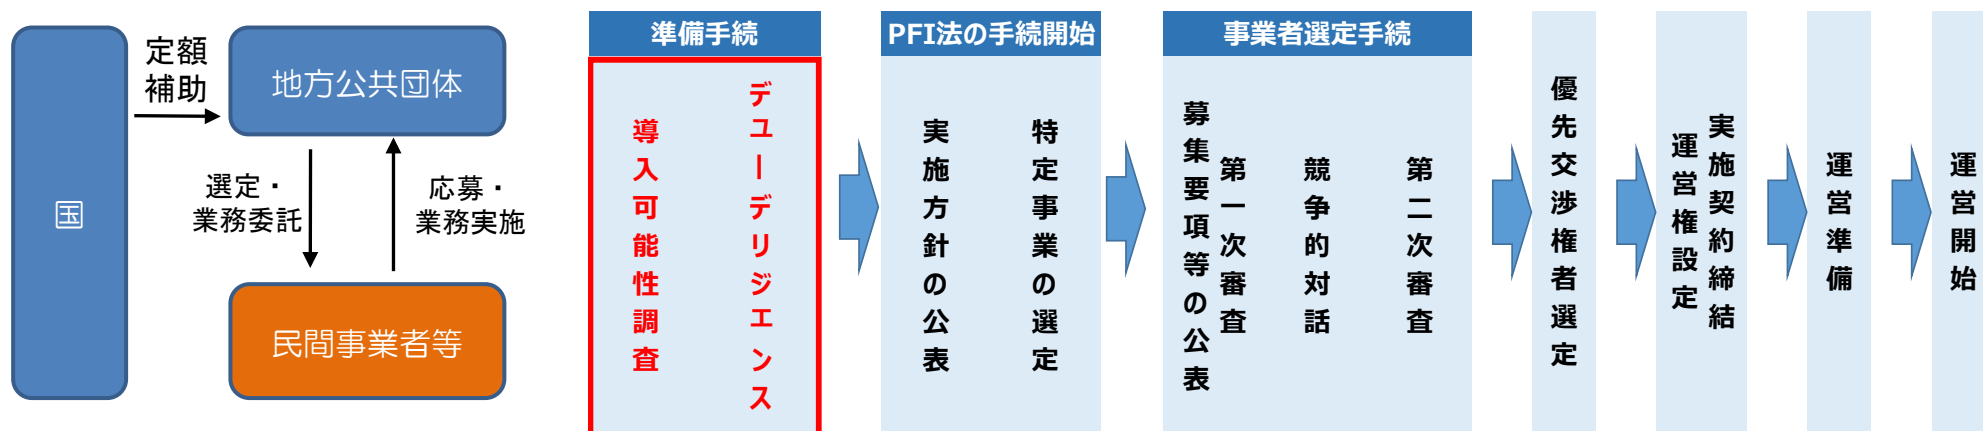 国
定額
補助
地方公共団体
選定・
業務委託
応募・
業務実施
民間事業者等
準備手続
導入可能性調査
デューデリジェンス
PFI法の手続開始
実施方針の公表
特定事業の選定
事業者選定手続
募集要項等の公表
第一次審査
競争的対話
第二次審査
優先交渉権者選定
運営権設定
実施契約締結
運営準備
運営開始